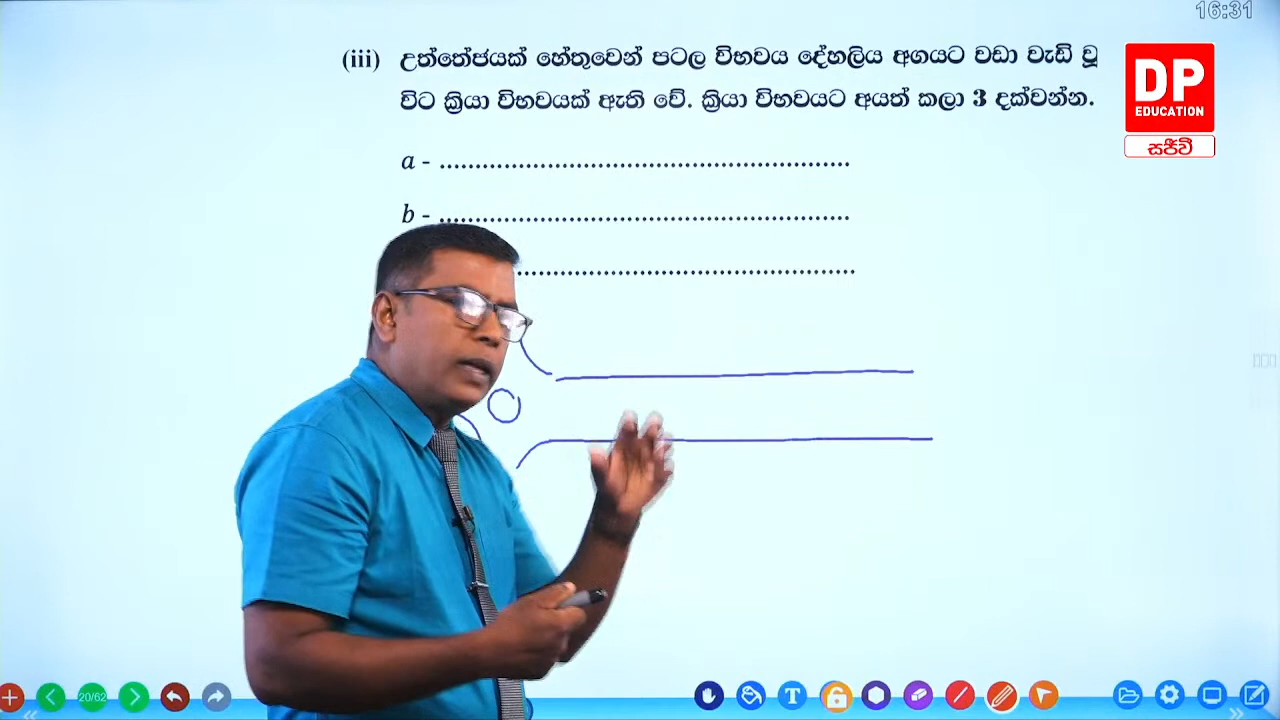 16:31
(iii) උත්තේජයක් හේතුවෙන් පටල විභවය දේහලිය අගයට වඩා වැඩි වූ
විට ක්‍රියා විභවයක් ඇති වේ. ක්‍රියා විභවයට අයත් කලා 3 දක්වන්න.
a - ..........................................................
b - ..........................................................
................................................
DP
EDUCATION
සජීවී
20/62
T